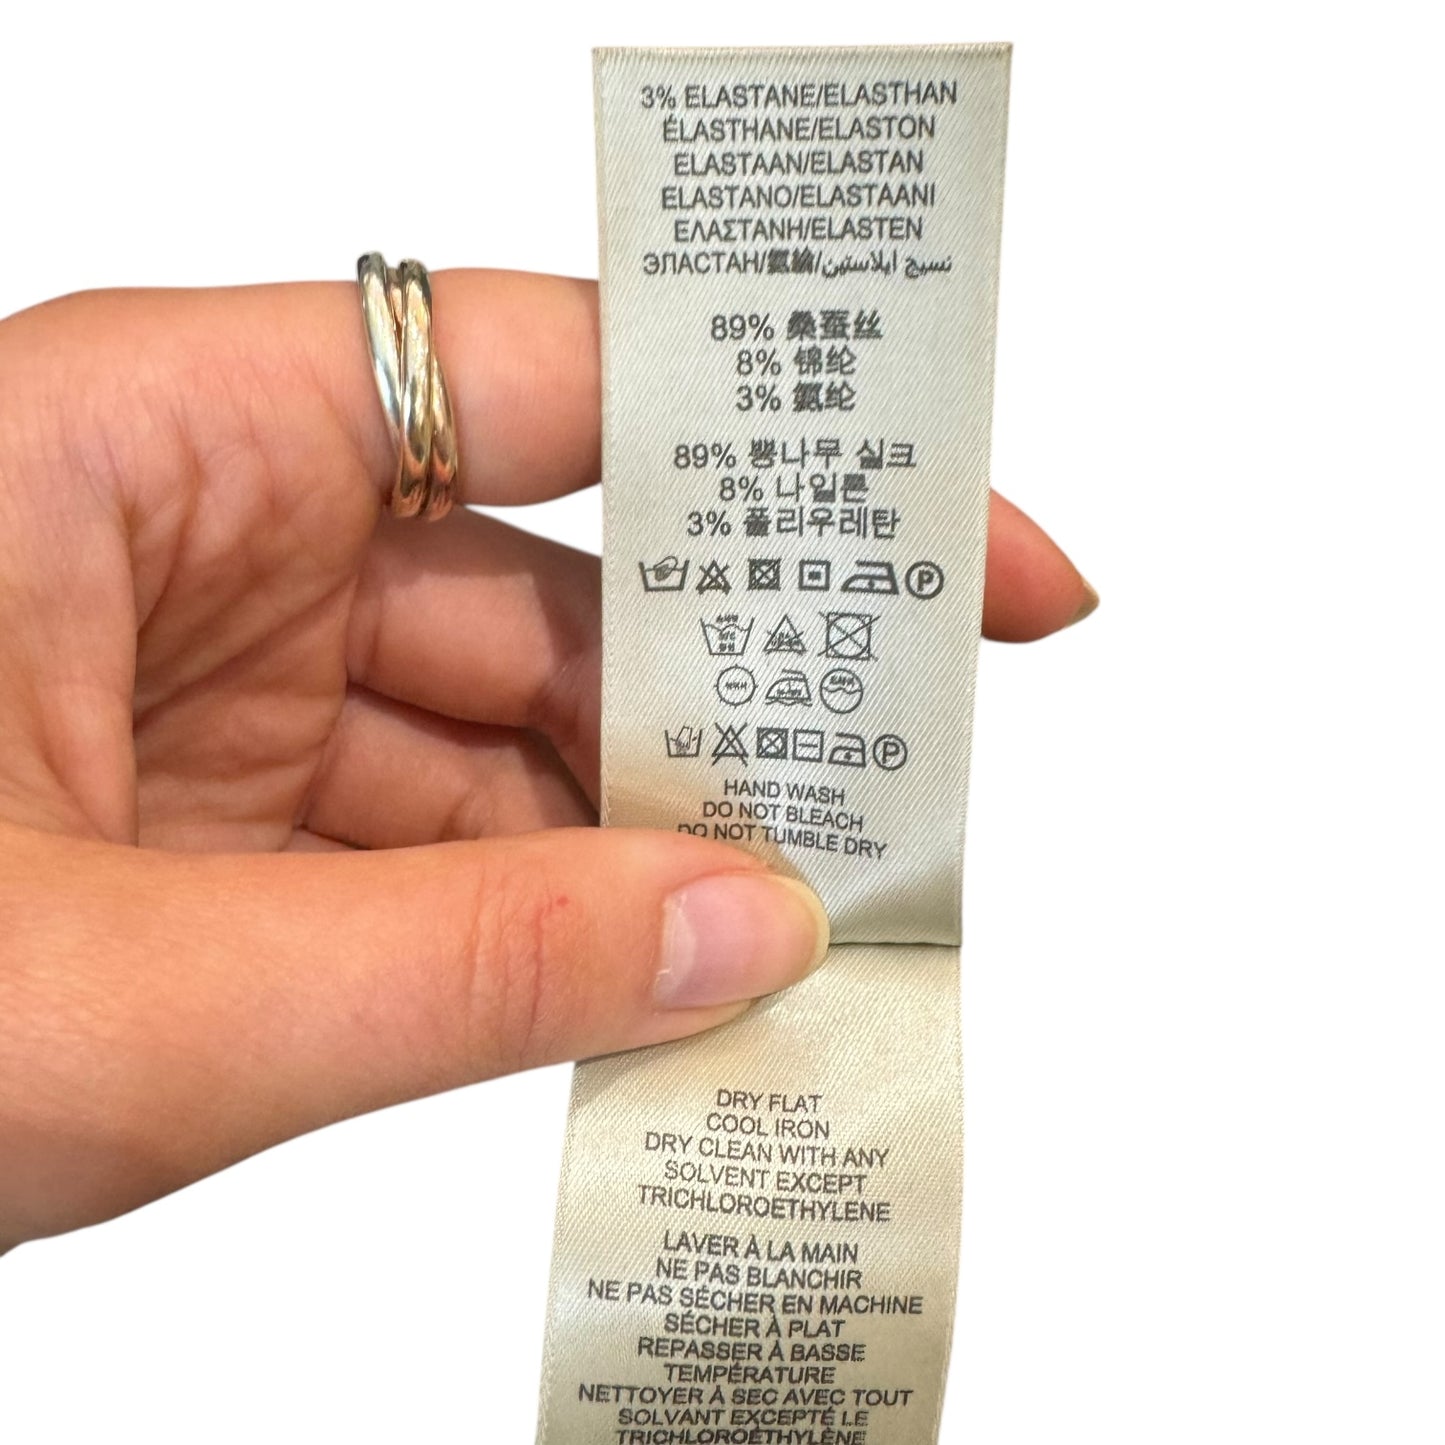 3% ELASTANE/ELASTHAN
ÉLASTHANE/ELASTON
ELASTAAN/ELASTAN
ELASTANO/ELASTAANI
ΕΛΑΣΤΑΝΗ/ELASTEN
ЭЛАСТАН/氨綸/نسيج ايلاستين
89% 桑蚕丝
8% 锦纶
3% 氨纶
89% 뽕나무 실크
8% 나일론
3% 폴리우레탄
P
P
HAND WASH
DO NOT BLEACH
DO NOT TUMBLE DRY
DRY FLAT
COOL IRON
DRY CLEAN WITH ANY
SOLVENT EXCEPT
TRICHLOROETHYLENE
LAVER À LA MAIN
NE PAS BLANCHIR
NE PAS SÉCHER EN MACHINE
SÉCHER À PLAT
REPASSER À BASSE
TEMPÉRATURE
NETTOYER À SEC AVEC TOUT
SOLVANT EXCEPTÉ LE
TRICHLOROÉTHYLÈNE